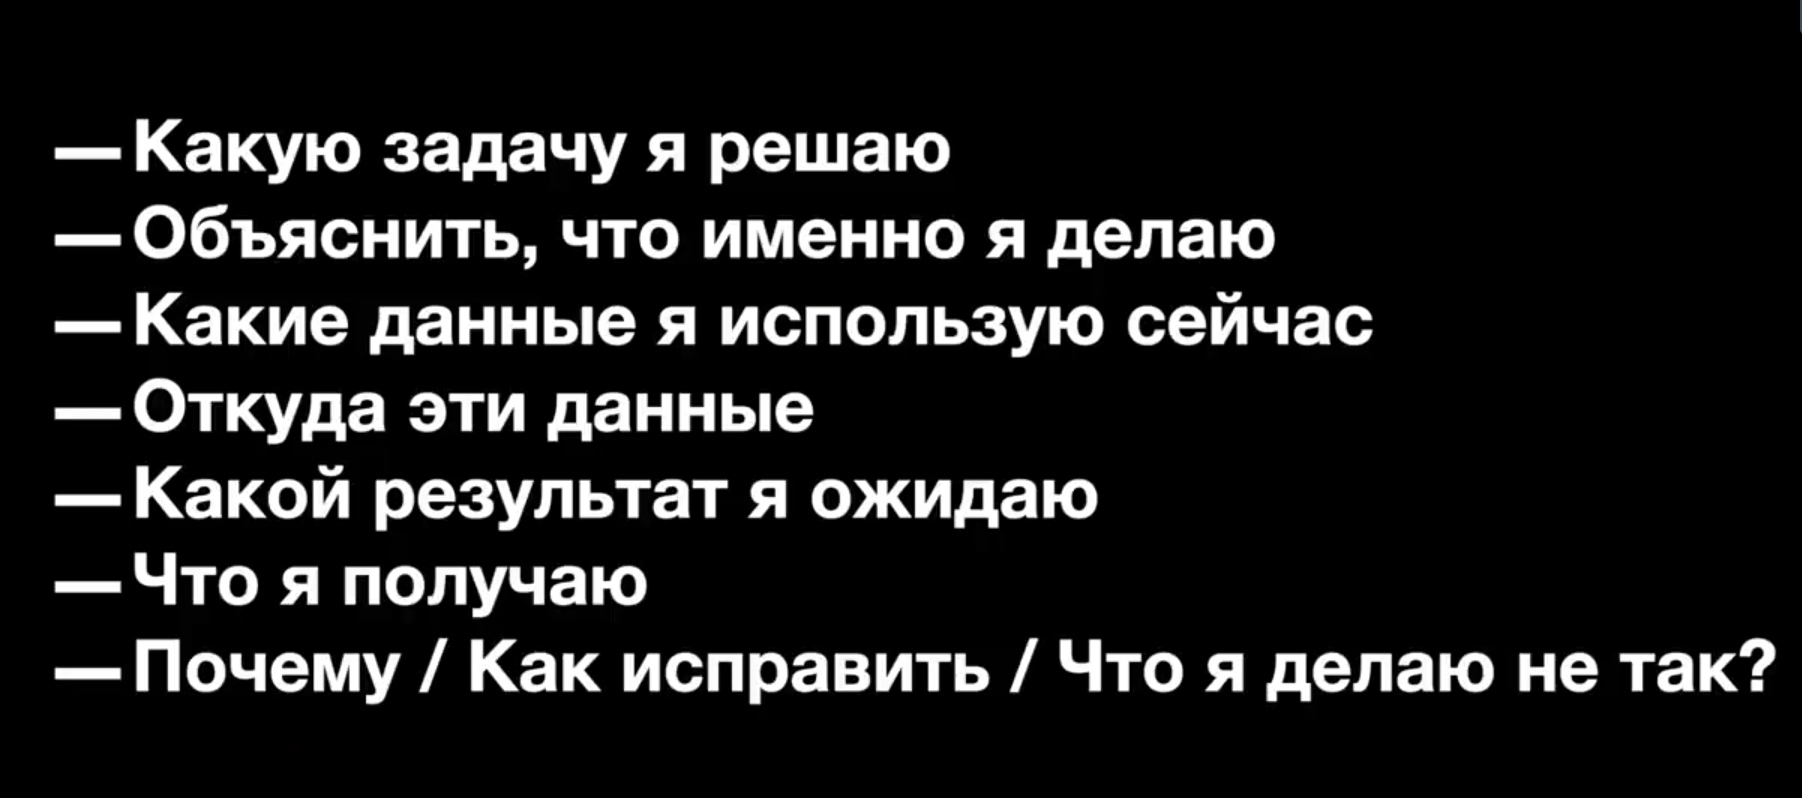 — Какую задачу я решаю
— Объяснить, что именно я делаю
— Какие данные я использую сейчас
— Откуда эти данные
— Какой результат я ожидаю
— Что я получаю
— Почему / Как исправить / Что я делаю не так?